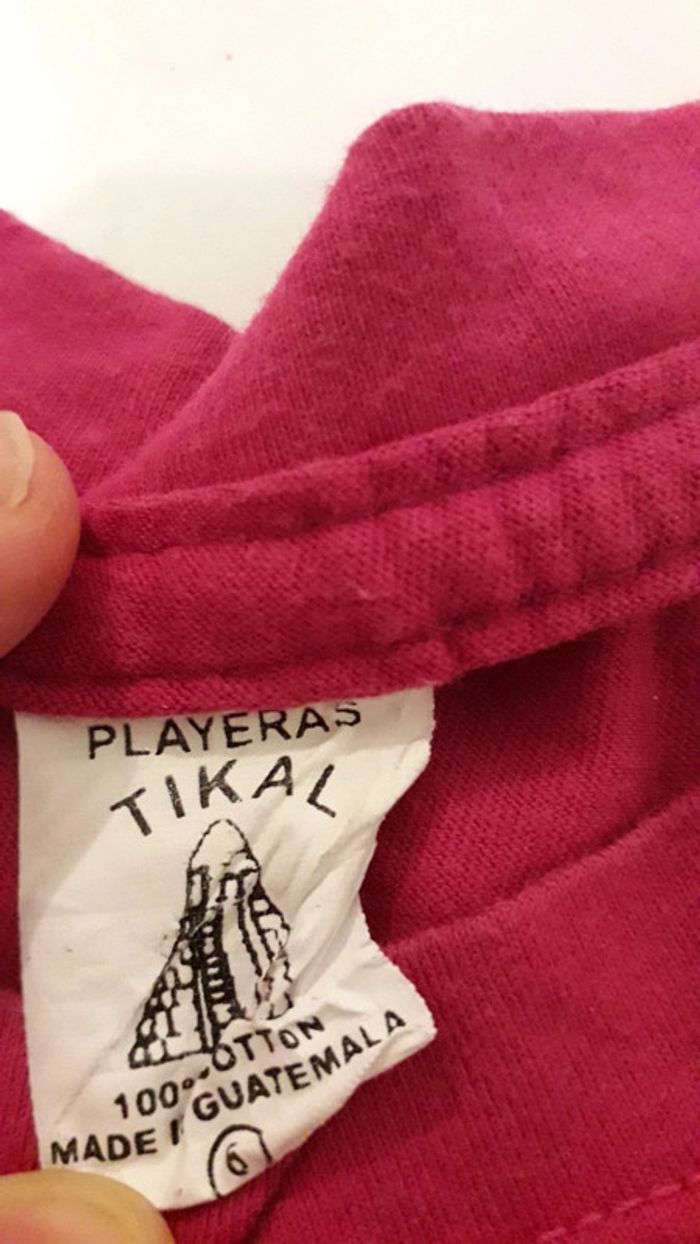 PLAYERAS
TIKAL
100% COTTON
MADE I GUATEMALA
6